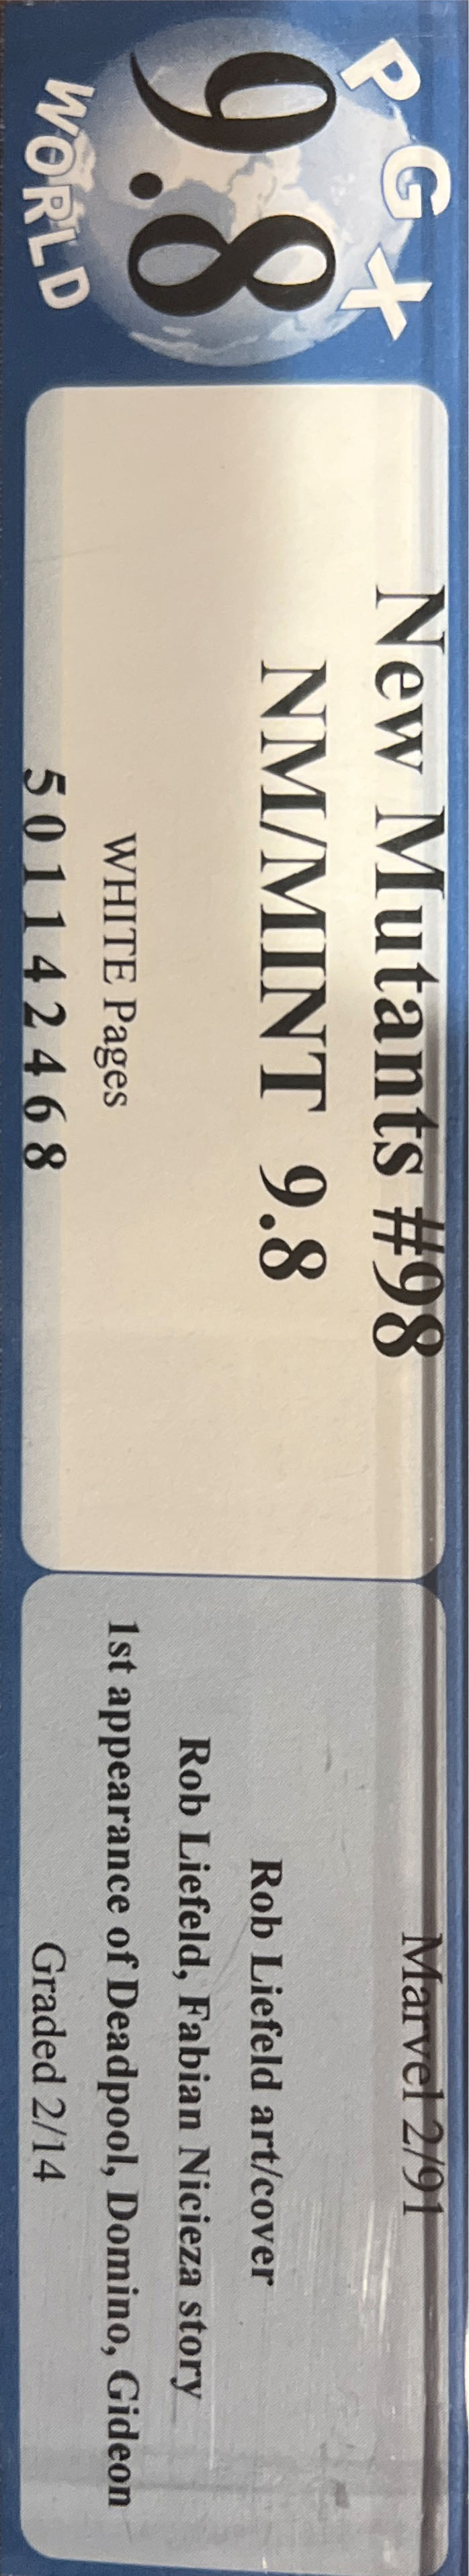 PGX
9.8
WORLD
New Mutants #98
NM/MINT 9.8
WHITE Pages
501142468
Marvel 2/91
Rob Liefeld art/cover
Rob Liefeld, Fabian Nicieza story
1st appearance of Deadpool, Domino, Gideon
Graded 2/14